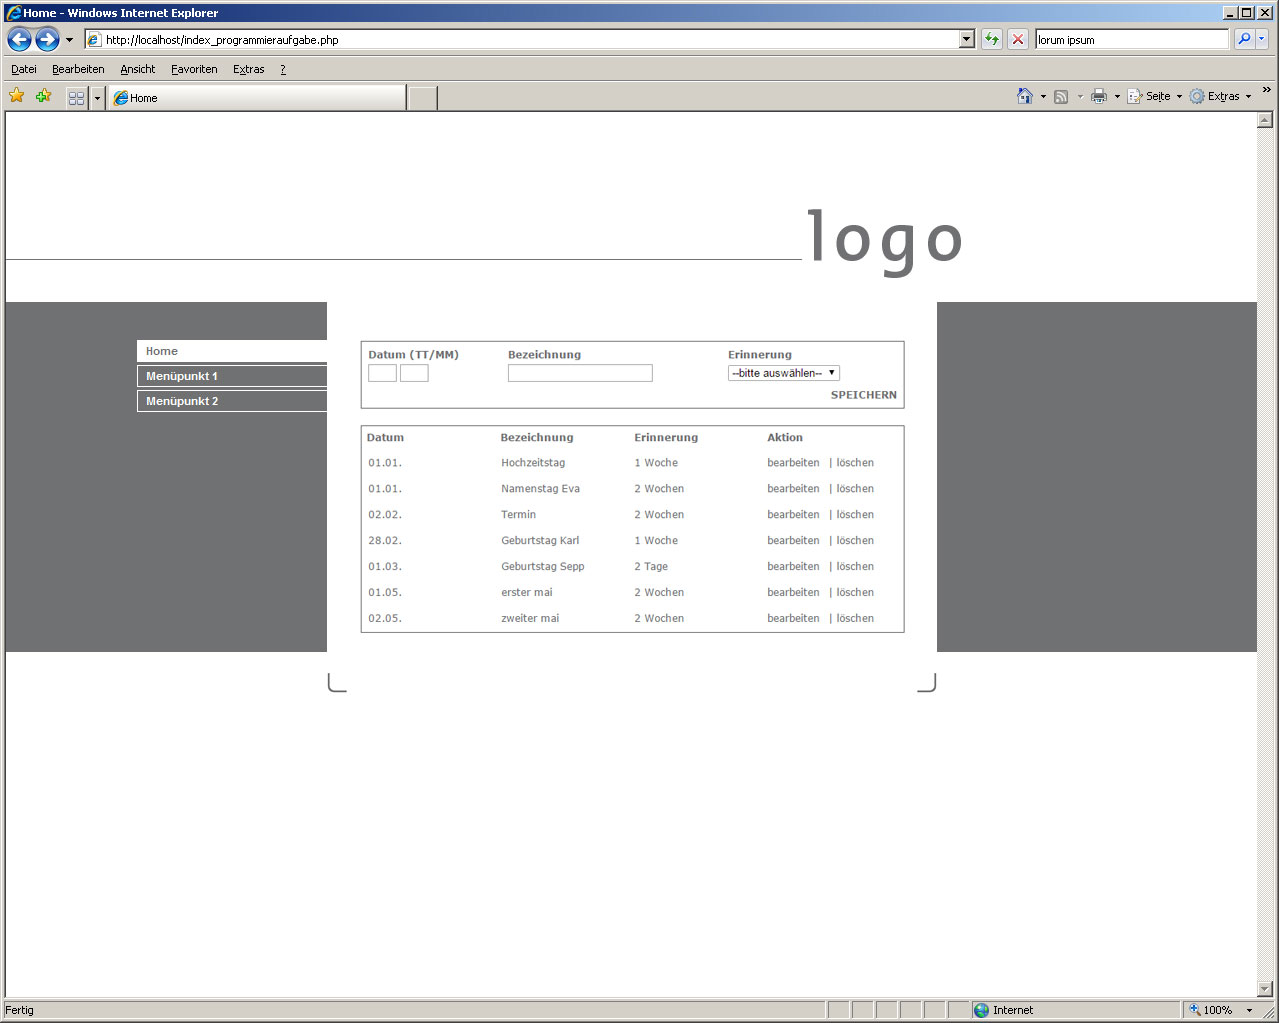 Home - Windows Internet Explorer
http://localhost/index_programmieraufgabe.php lorum ipsum
Datei Bearbeiten Ansicht Favoriten Extras ?
Home Seite Extras »
logo
Home
Menüpunkt 1
Menüpunkt 2
Datum (TT/MM) Bezeichnung Erinnerung
--bitte auswählen--
SPEICHERN
Datum Bezeichnung Erinnerung Aktion
01.01. Hochzeitstag 1 Woche bearbeiten | löschen
01.01. Namenstag Eva 2 Wochen bearbeiten | löschen
02.02. Termin 2 Wochen bearbeiten | löschen
28.02. Geburtstag Karl 1 Woche bearbeiten | löschen
01.03. Geburtstag Sepp 2 Tage bearbeiten | löschen
01.05. erster mai 2 Wochen bearbeiten | löschen
02.05. zweiter mai 2 Wochen bearbeiten | löschen
Fertig Internet 100%